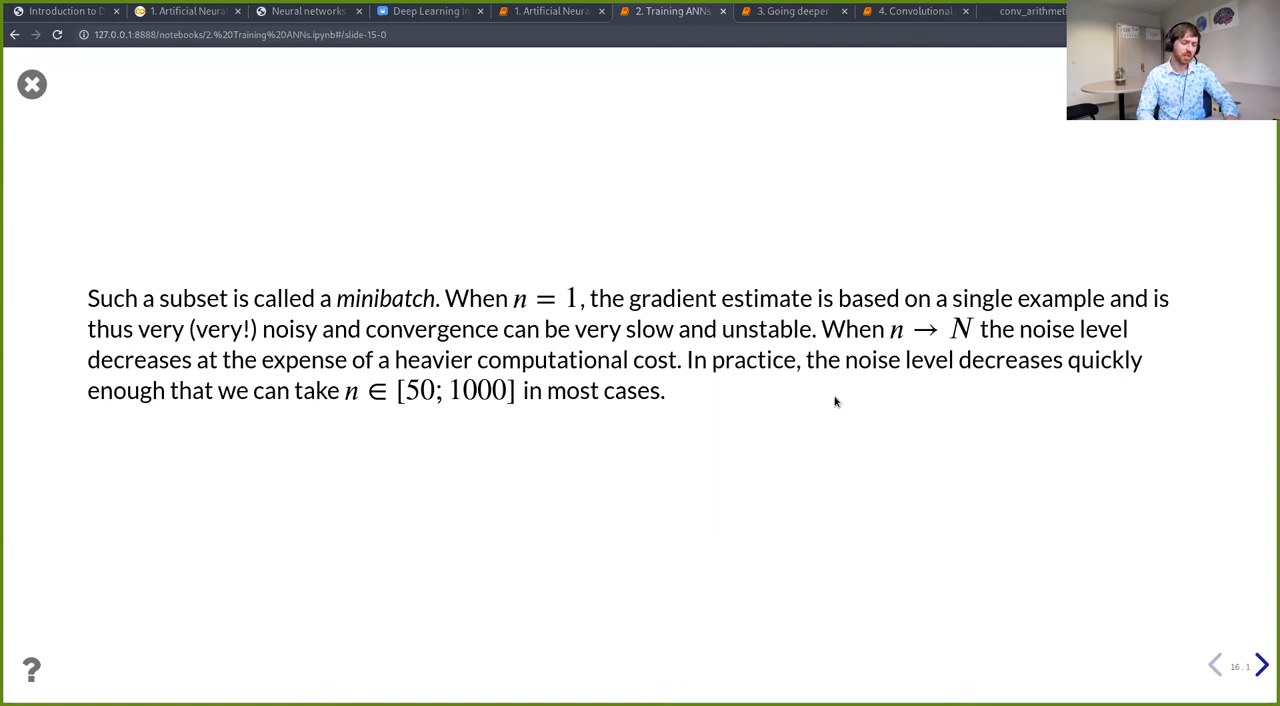 Introduction to D
1. Artificial Neural
Neural networks
Deep Learning In
1. Artificial Neura
2. Training ANNs
3. Going deeper
4. Convolutional
conv_arithmet
127.0.0.1:8888/notebooks/2.%20Training%20ANNs.ipynb#/slide-15-0
Such a subset is called a minibatch. When n = 1, the gradient estimate is based on a single example and is
thus very (very!) noisy and convergence can be very slow and unstable. When n → N the noise level
decreases at the expense of a heavier computational cost. In practice, the noise level decreases quickly
enough that we can take n ∈ [50; 1000] in most cases.
?
16.1